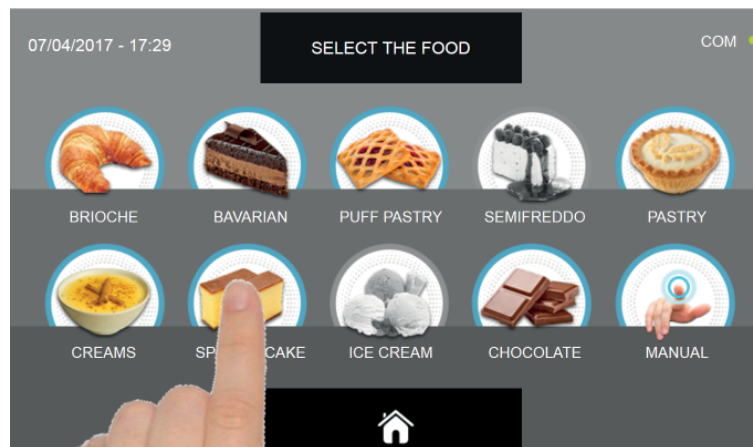 07/04/2017 - 17:29
SELECT THE FOOD
COM
BRIOCHE
BAVARIAN
PUFF PASTRY
SEMIFREDDO
PASTRY
CREAMS
SP CAKE
ICE CREAM
CHOCOLATE
MANUAL